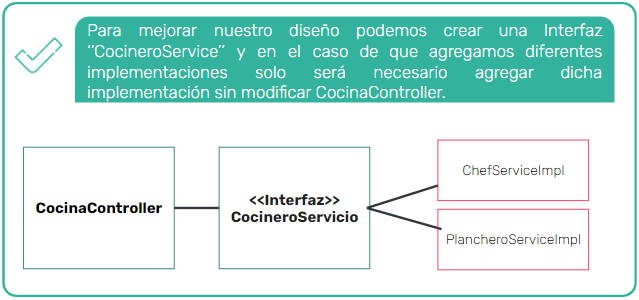 Para mejorar nuestro diseño podemos crear una Interfaz
“CocineroService” y en el caso de que agregamos diferentes
implementaciones solo será necesario agregar dicha
implementación sin modificar CocinaController.
CocinaController
<<Interfaz>>
CocineroServicio
ChefServiceImpl
PlancheroServiceImpl